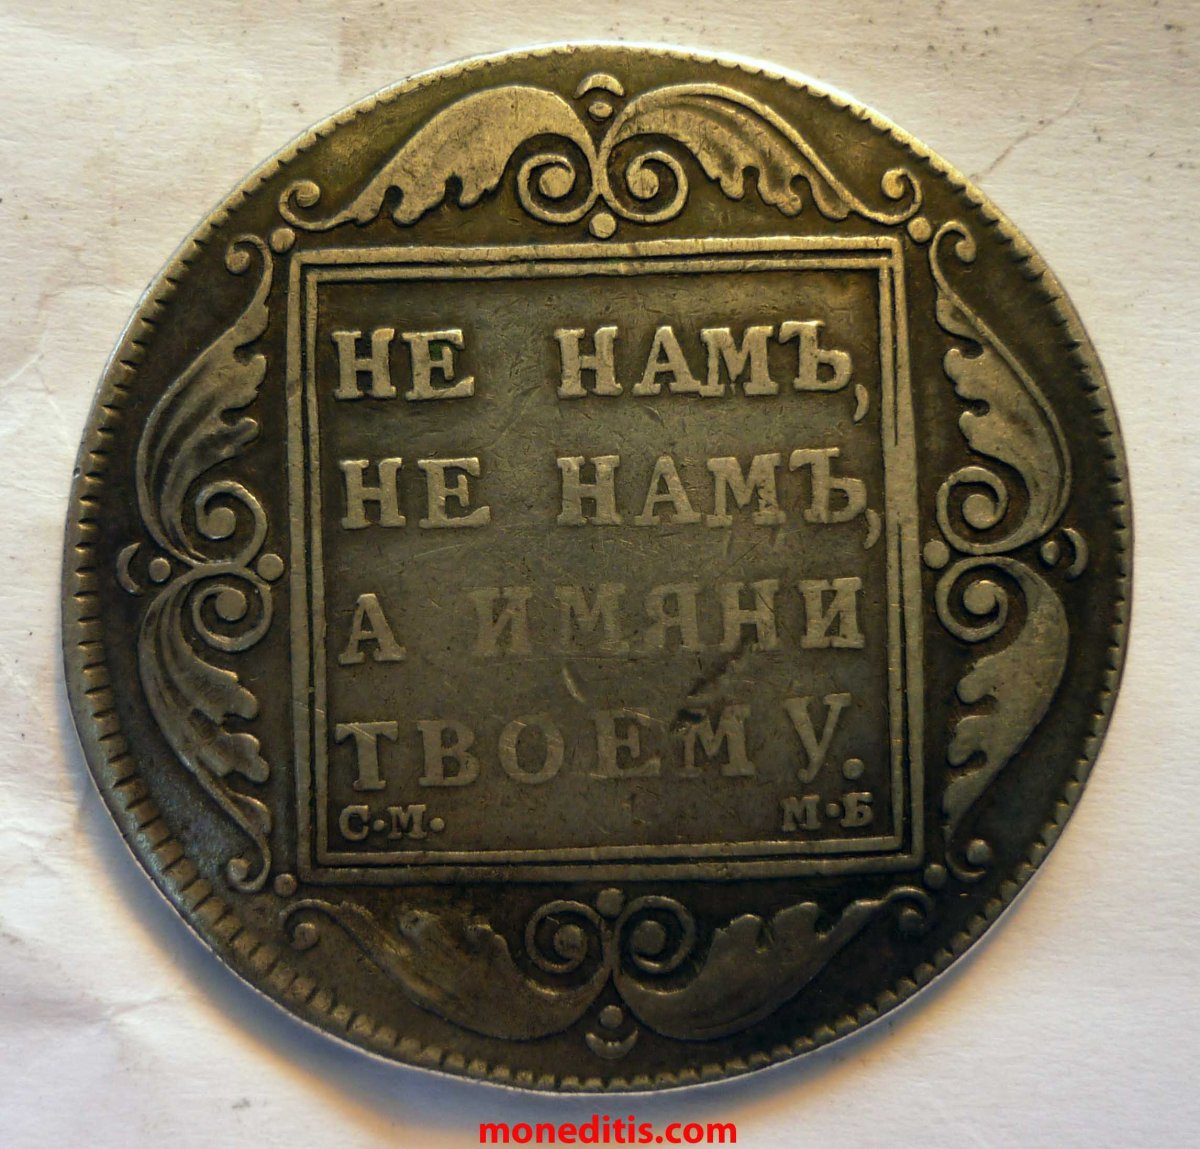 НЕ НАМЪ,
НЕ НАМЪ,
А ИМЯНИ
ТВОЕМУ.
С·М· М·Б
moneditis.com